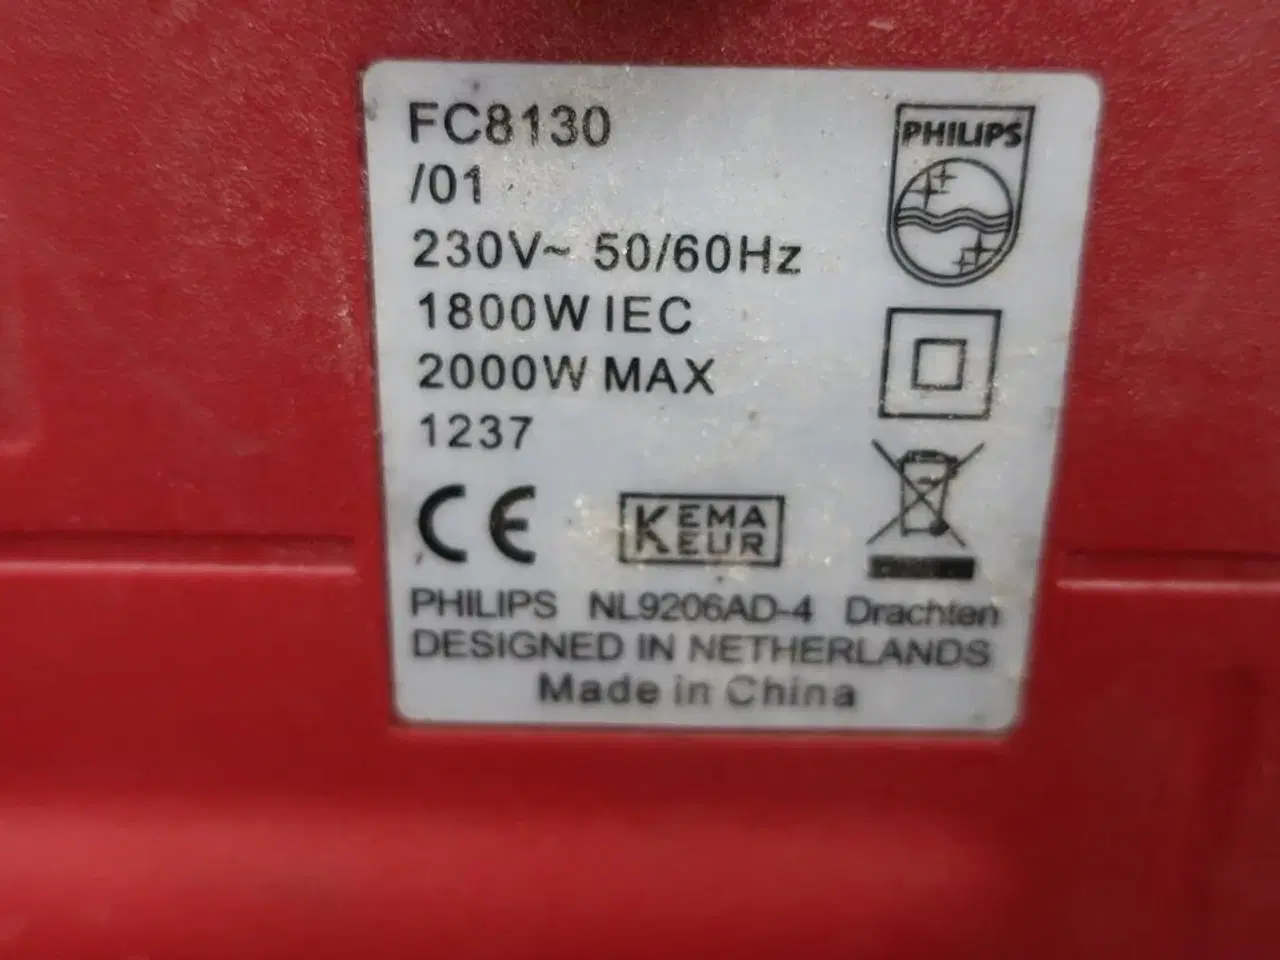 FC8130
/01
230V~ 50/60Hz
1800W IEC
2000W MAX
1237
PHILIPS
CE
KEMA
KEUR
PHILIPS NL9206AD-4 Drachten
DESIGNED IN NETHERLANDS
Made in China